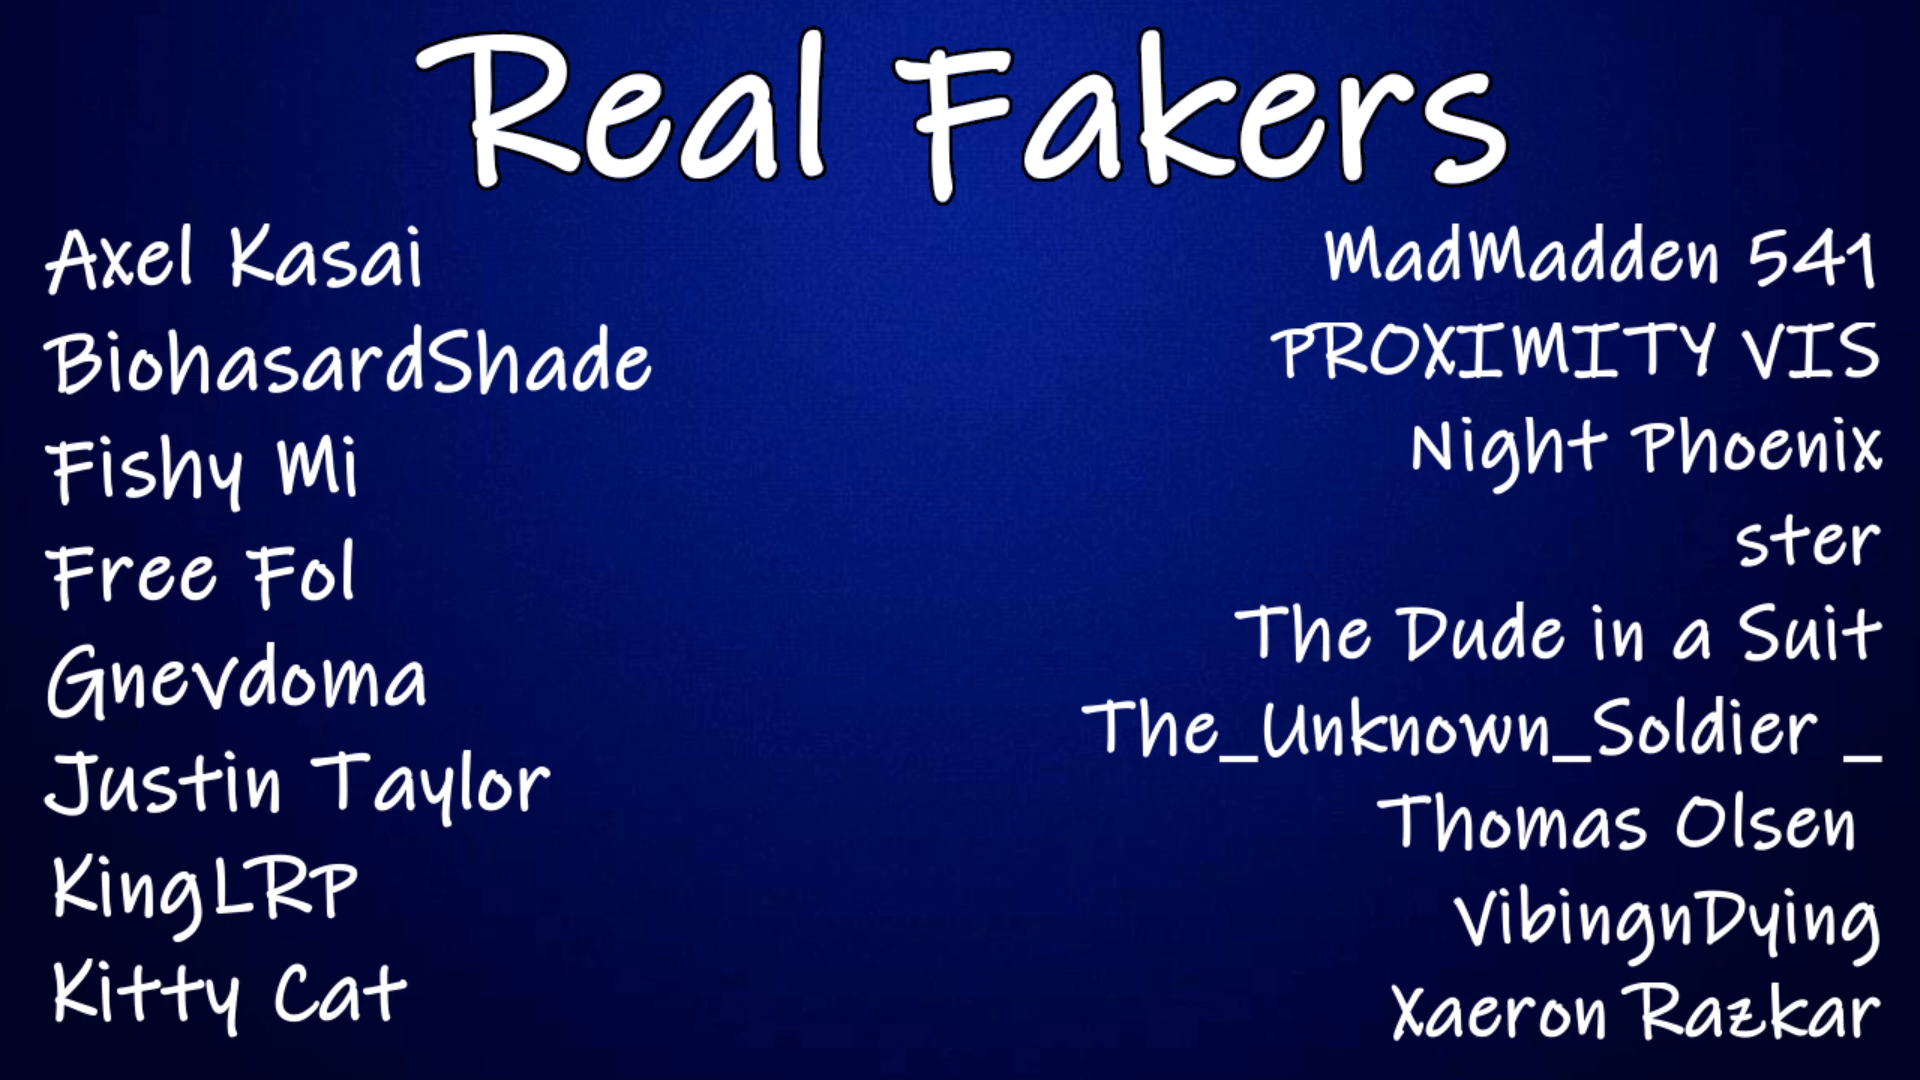 Real Fakers
Axel Kasai
BiohasardShade
Fishy Mi
Free Fol
Gnevdoma
Justin Taylor
KingLRP
Kitty Cat
MadMadden 541
PROXIMITY VIS
Night Phoenix
ster
The Dude in a Suit
The_Unknown_Soldier _
Thomas Olsen
VibingnDying
Xaeron Razkar